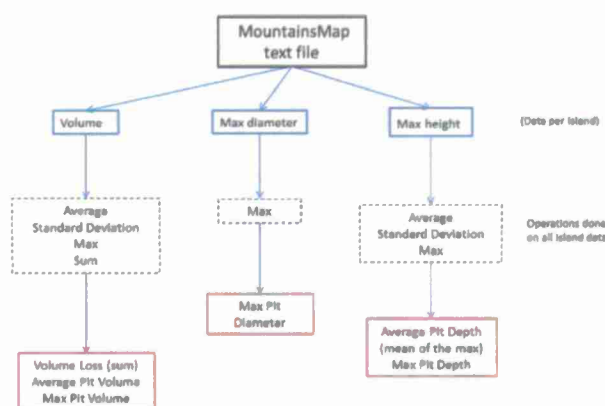 MountainsMap
text file
Volume
Max diameter
Max height
(Data per Island)
Average
Standard Deviation
Max
Sum
Max
Average
Standard Deviation
Max
Operations done
on all island data
Max Pit
Diameter
Average Pit Depth
(mean of the max)
Max Pit Depth
Volume Loss (sum)
Average Pit Volume
Max Pit Volume